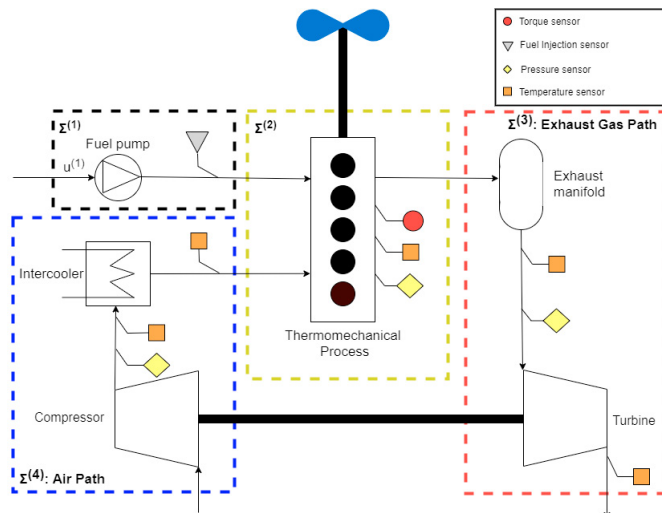 Torque sensor
Fuel Injection sensor
Pressure sensor
Temperature sensor
Σ(1)
Fuel pump
u(1)
Σ(2)
Σ(3): Exhaust Gas Path
Exhaust
manifold
Intercooler
Thermomechanical
Process
Compressor
Turbine
Σ(4): Air Path